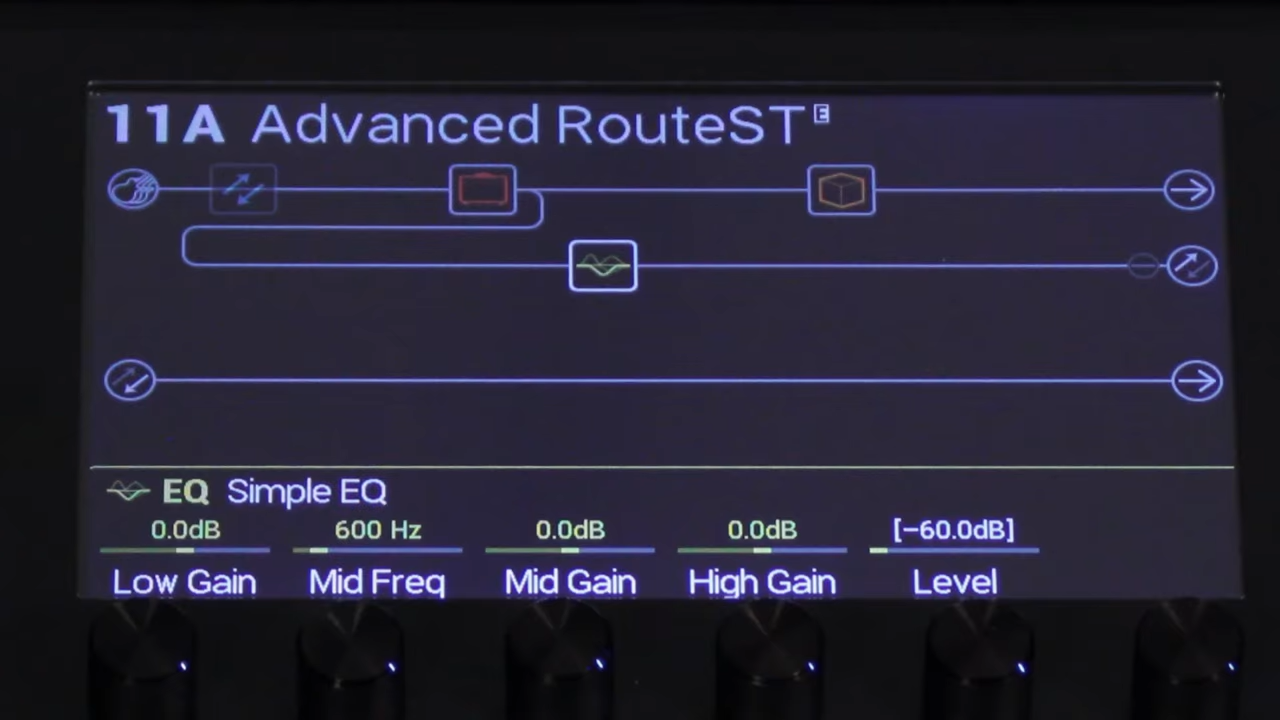 11A Advanced RouteST E
EQ Simple EQ
0.0dB 600 Hz 0.0dB 0.0dB [−60.0dB]
Low Gain Mid Freq Mid Gain High Gain Level